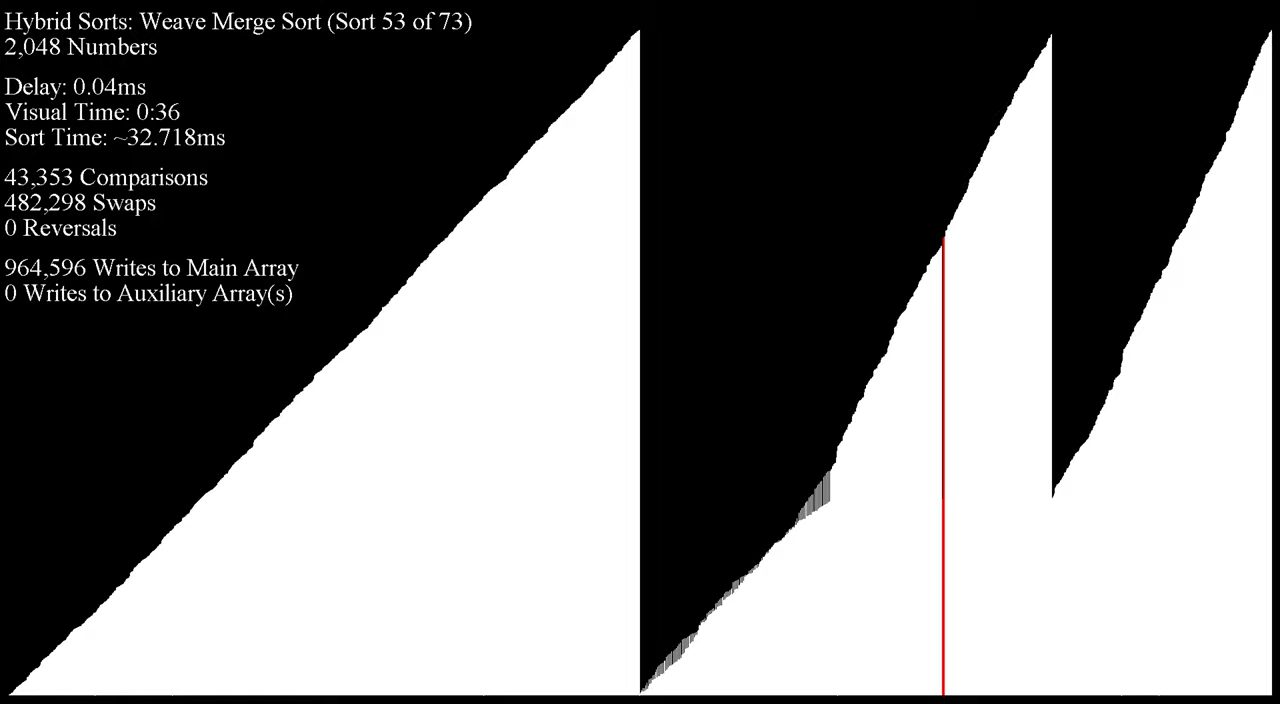 Hybrid Sorts: Weave Merge Sort (Sort 53 of 73)
2,048 Numbers
Delay: 0.04ms
Visual Time: 0:36
Sort Time: ~32.718ms
43,353 Comparisons
482,298 Swaps
0 Reversals
964,596 Writes to Main Array
0 Writes to Auxiliary Array(s)